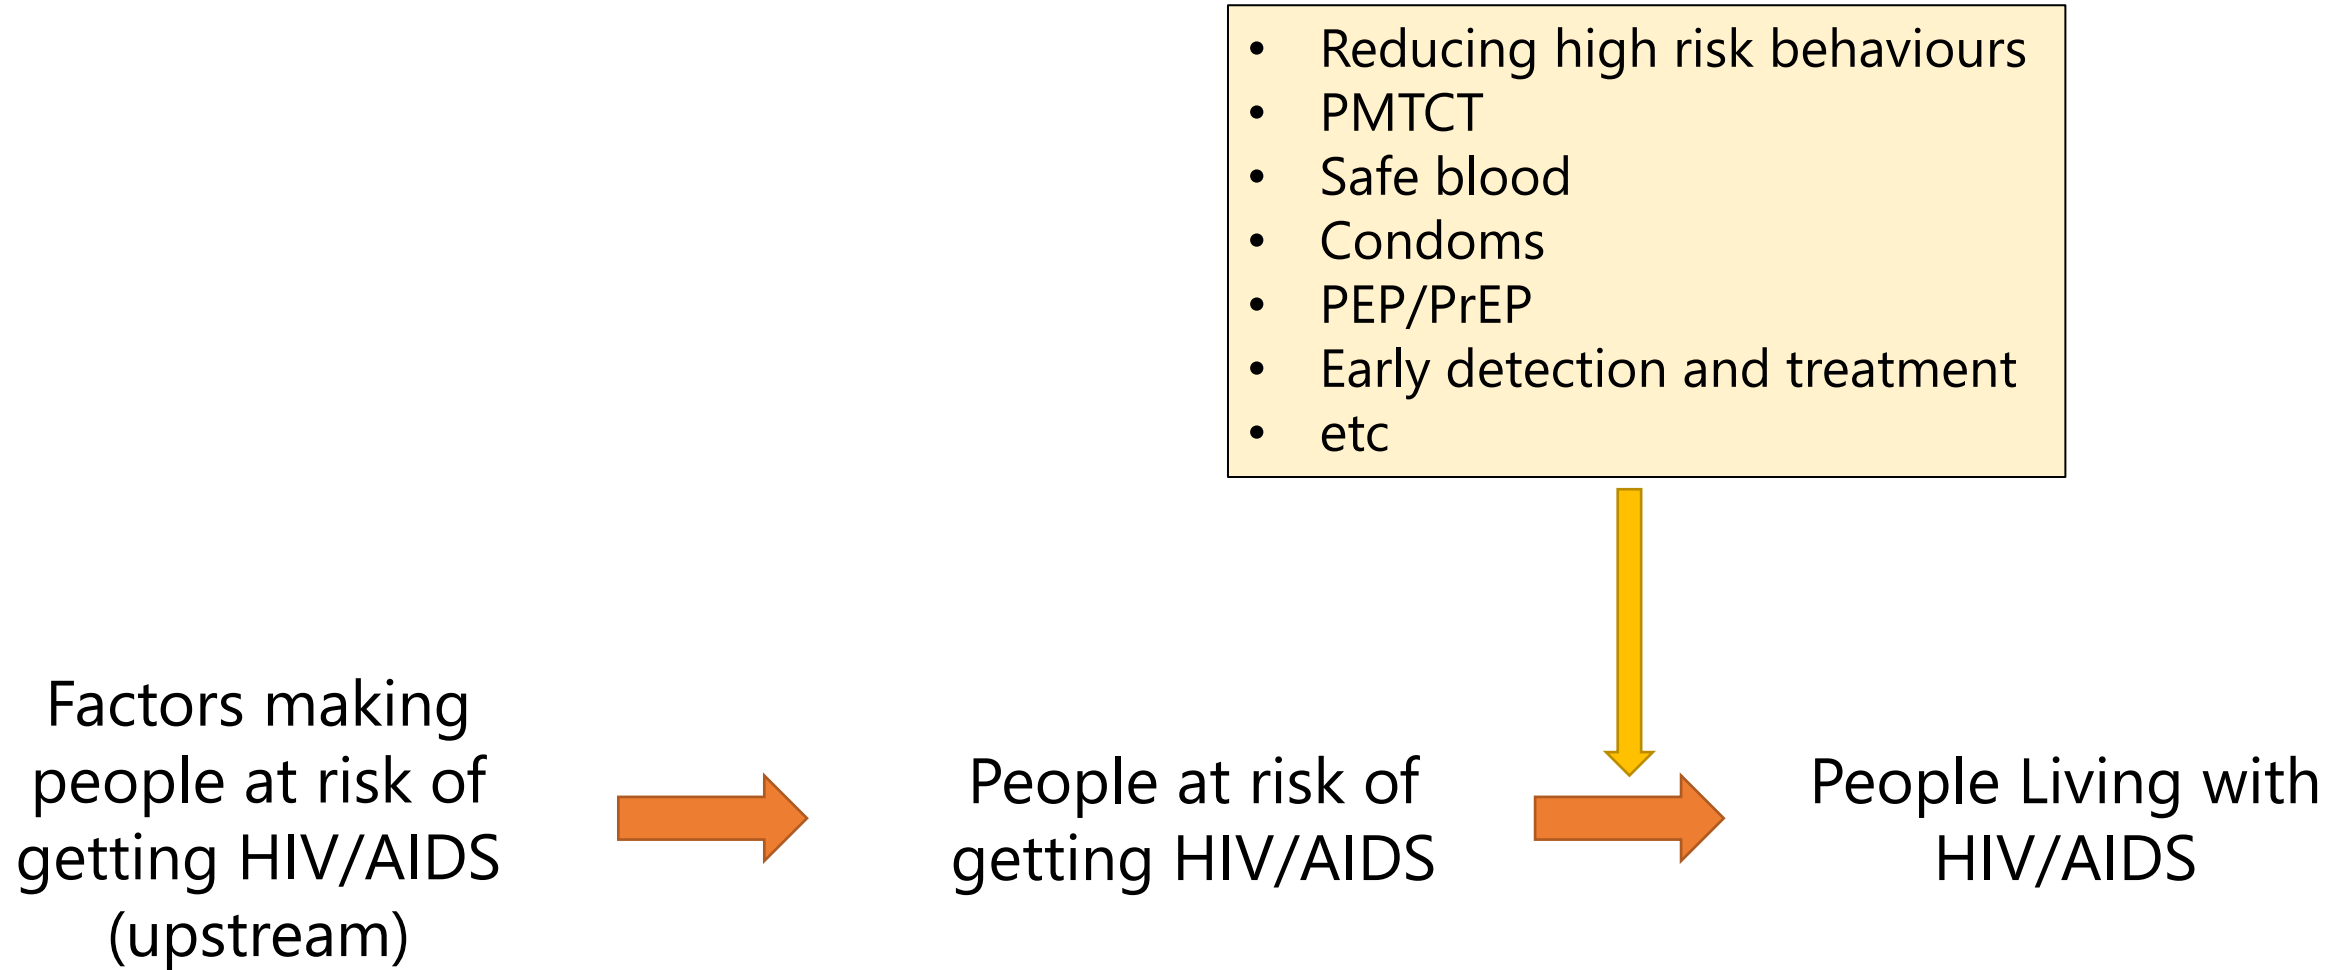 • Reducing high risk behaviours
• PMTCT
• Safe blood
• Condoms
• PEP/PrEP
• Early detection and treatment
• etc
Factors making
people at risk of
getting HIV/AIDS
(upstream)
People at risk of
getting HIV/AIDS
People Living with
HIV/AIDS